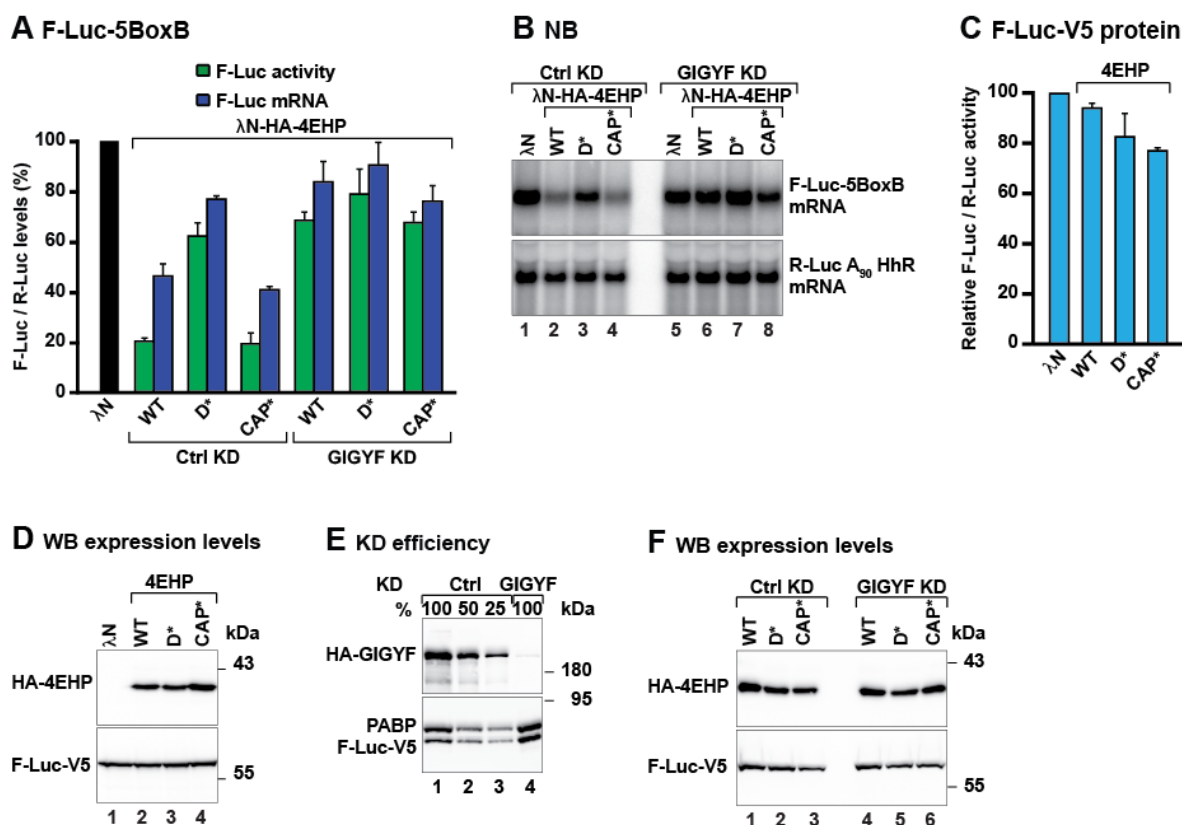 A F-Luc-5BoxB
F-Luc activity
F-Luc mRNA
λN-HA-4EHP
F-Luc / R-Luc levels (%)
100
80
60
40
20
0
λN
WT
D*
CAP*
WT
D*
CAP*
Ctrl KD
GIGYF KD
B NB
Ctrl KD
GIGYF KD
λN-HA-4EHP
λN-HA-4EHP
λN
WT
D*
CAP*
λN
WT
D*
CAP*
F-Luc-5BoxB
mRNA
R-Luc A90 HhR
mRNA
1 2 3 4 5 6 7 8
C F-Luc-V5 protein
4EHP
Relative F-Luc / R-Luc activity
100
80
60
40
20
0
λN
WT
D*
CAP*
D WB expression levels
4EHP
λN
WT
D*
CAP*
kDa
HA-4EHP
43
F-Luc-V5
55
1 2 3 4
E KD efficiency
KD Ctrl GIGYF
% 100 50 25 100 kDa
HA-GIGYF
180
95
PABP
F-Luc-V5
1 2 3 4
F WB expression levels
Ctrl KD
GIGYF KD
WT
D*
CAP*
WT
D*
CAP*
kDa
HA-4EHP
43
F-Luc-V5
55
1 2 3 4 5 6